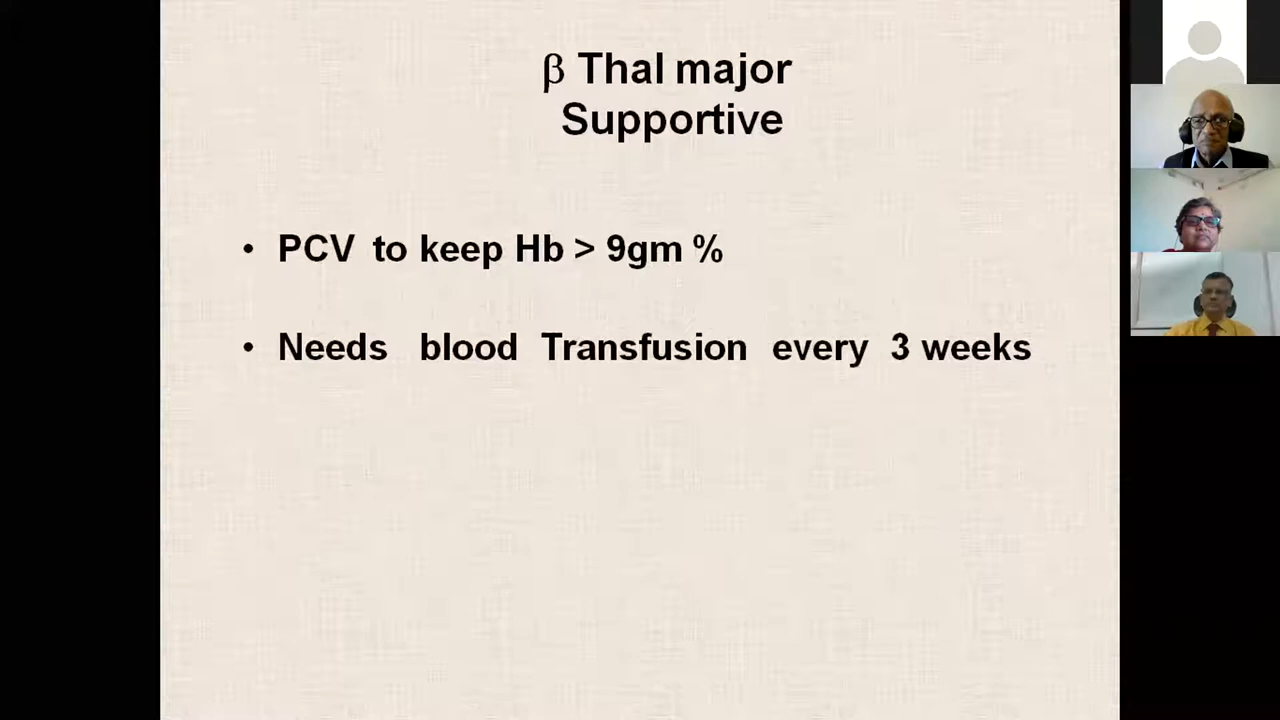 β Thal major
Supportive
• PCV to keep Hb > 9gm %
• Needs blood Transfusion every 3 weeks